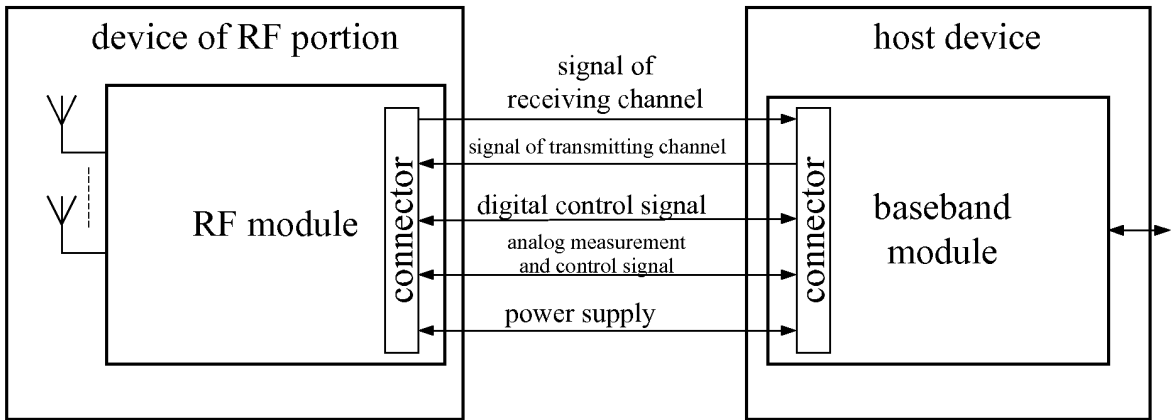 device of RF portion
host device
signal of
receiving channel
signal of transmitting channel
digital control signal
analog measurement
and control signal
power supply
RF module
connector
connector
baseband
module